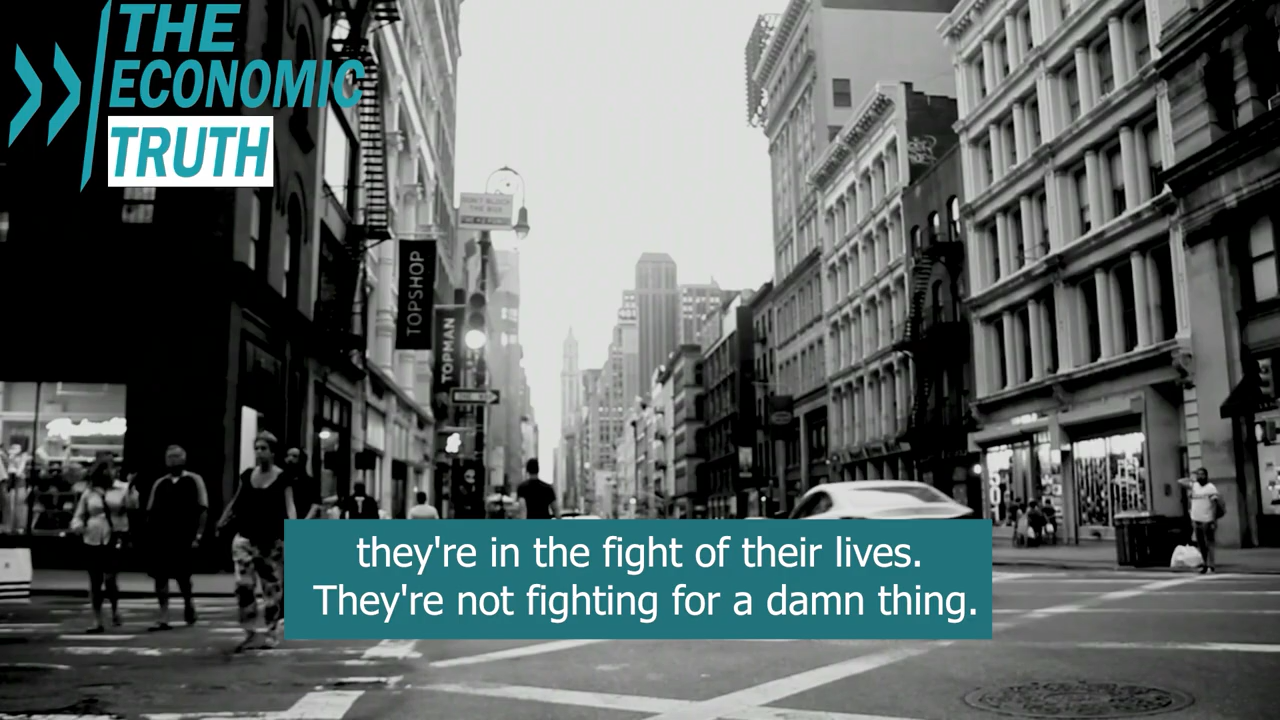 THE
ECONOMIC
TRUTH
DON'T BLOCK
THE BOX
TOPSHOP
TOPMAN
they're in the fight of their lives.
They're not fighting for a damn thing.